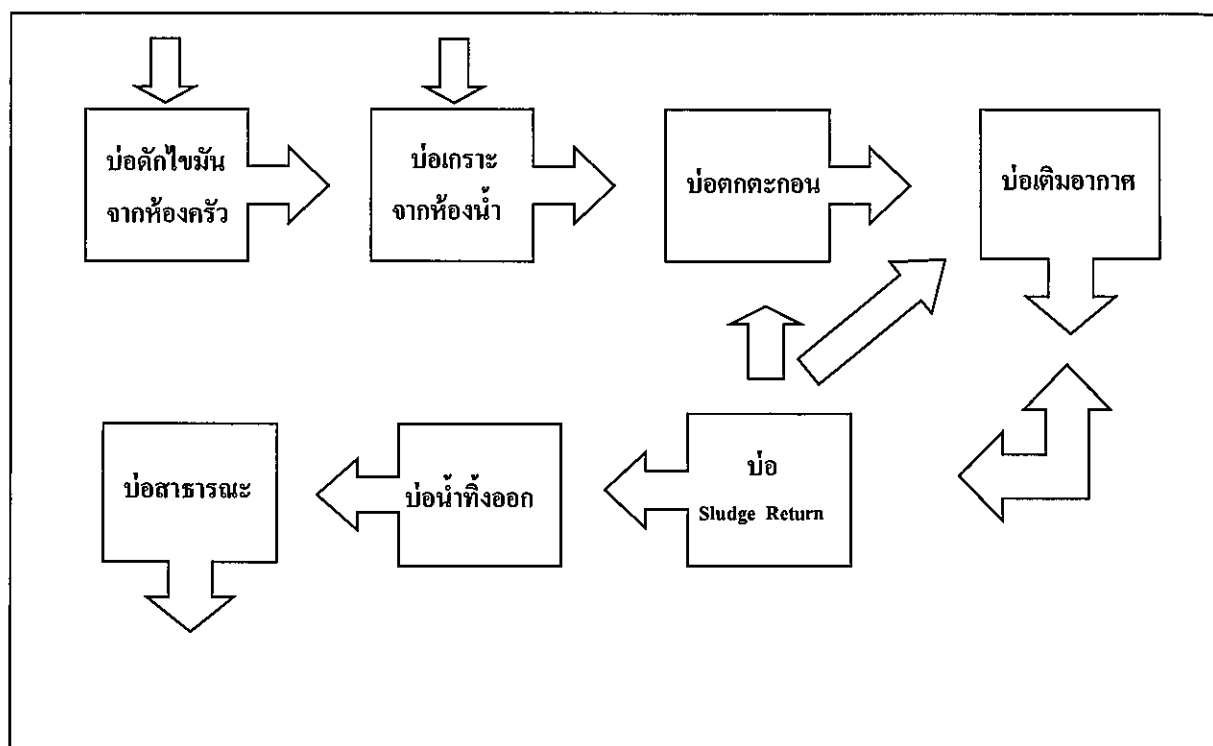 บ่อดักไขมัน
จากห้องครัว
บ่อเกราะ
จากห้องน้ำ
บ่อตกตะกอน
บ่อเติมอากาศ
บ่อสาธารณะ
บ่อน้ำทิ้งออก
บ่อ
Sludge Return